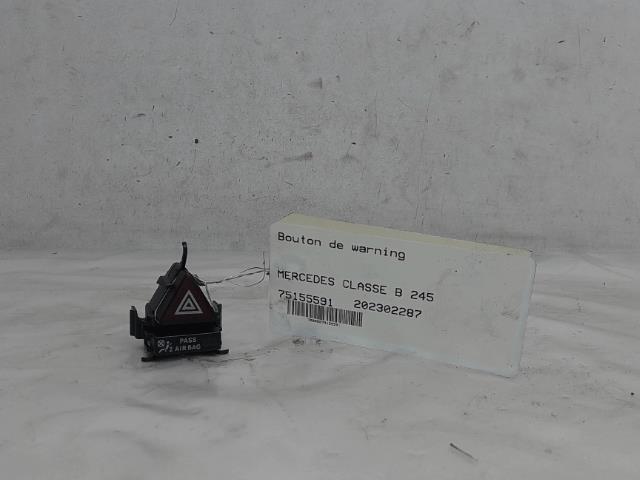 Bouton de warning
MERCEDES CLASSE B 245
75155591 202302287
PASS
AIRBAG